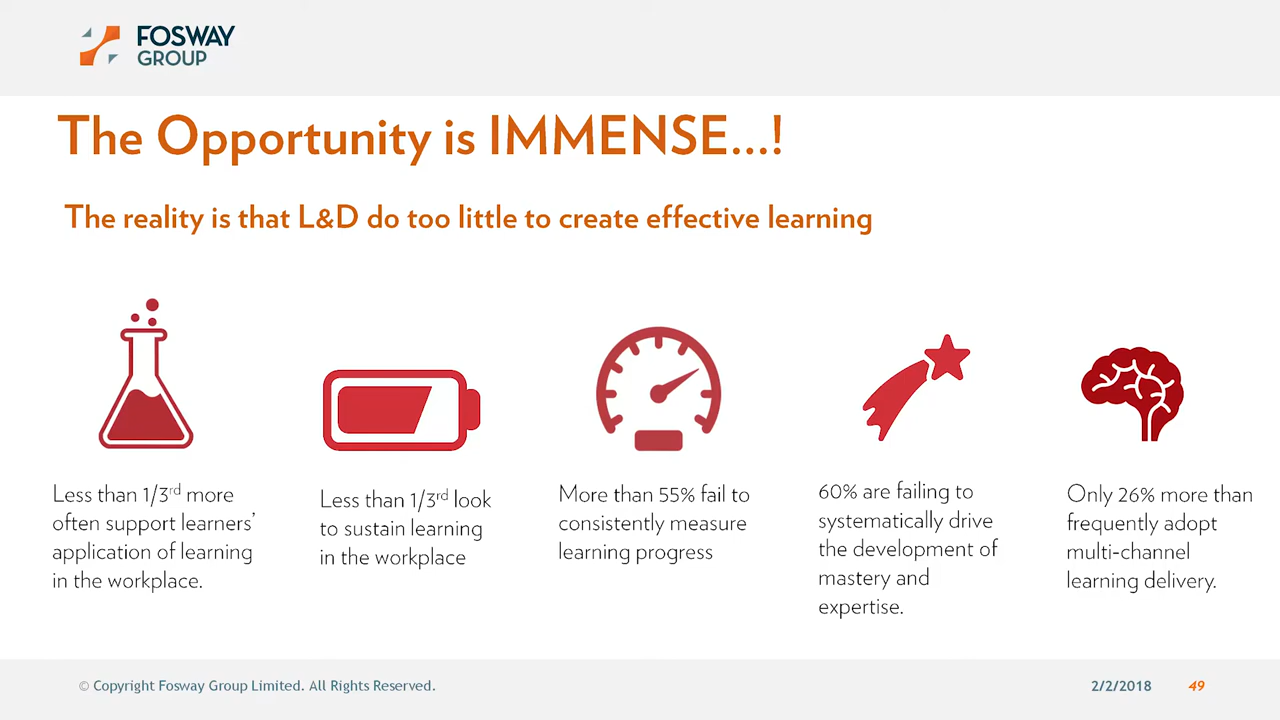 FOSWAY
GROUP
The Opportunity is IMMENSE...!
The reality is that L&D do too little to create effective learning
Less than 1/3rd more
often support learners’
application of learning
in the workplace.
Less than 1/3rd look
to sustain learning
in the workplace
More than 55% fail to
consistently measure
learning progress
60% are failing to
systematically drive
the development of
mastery and
expertise.
Only 26% more than
frequently adopt
multi-channel
learning delivery.
© Copyright Fosway Group Limited. All Rights Reserved.
2/2/2018
49